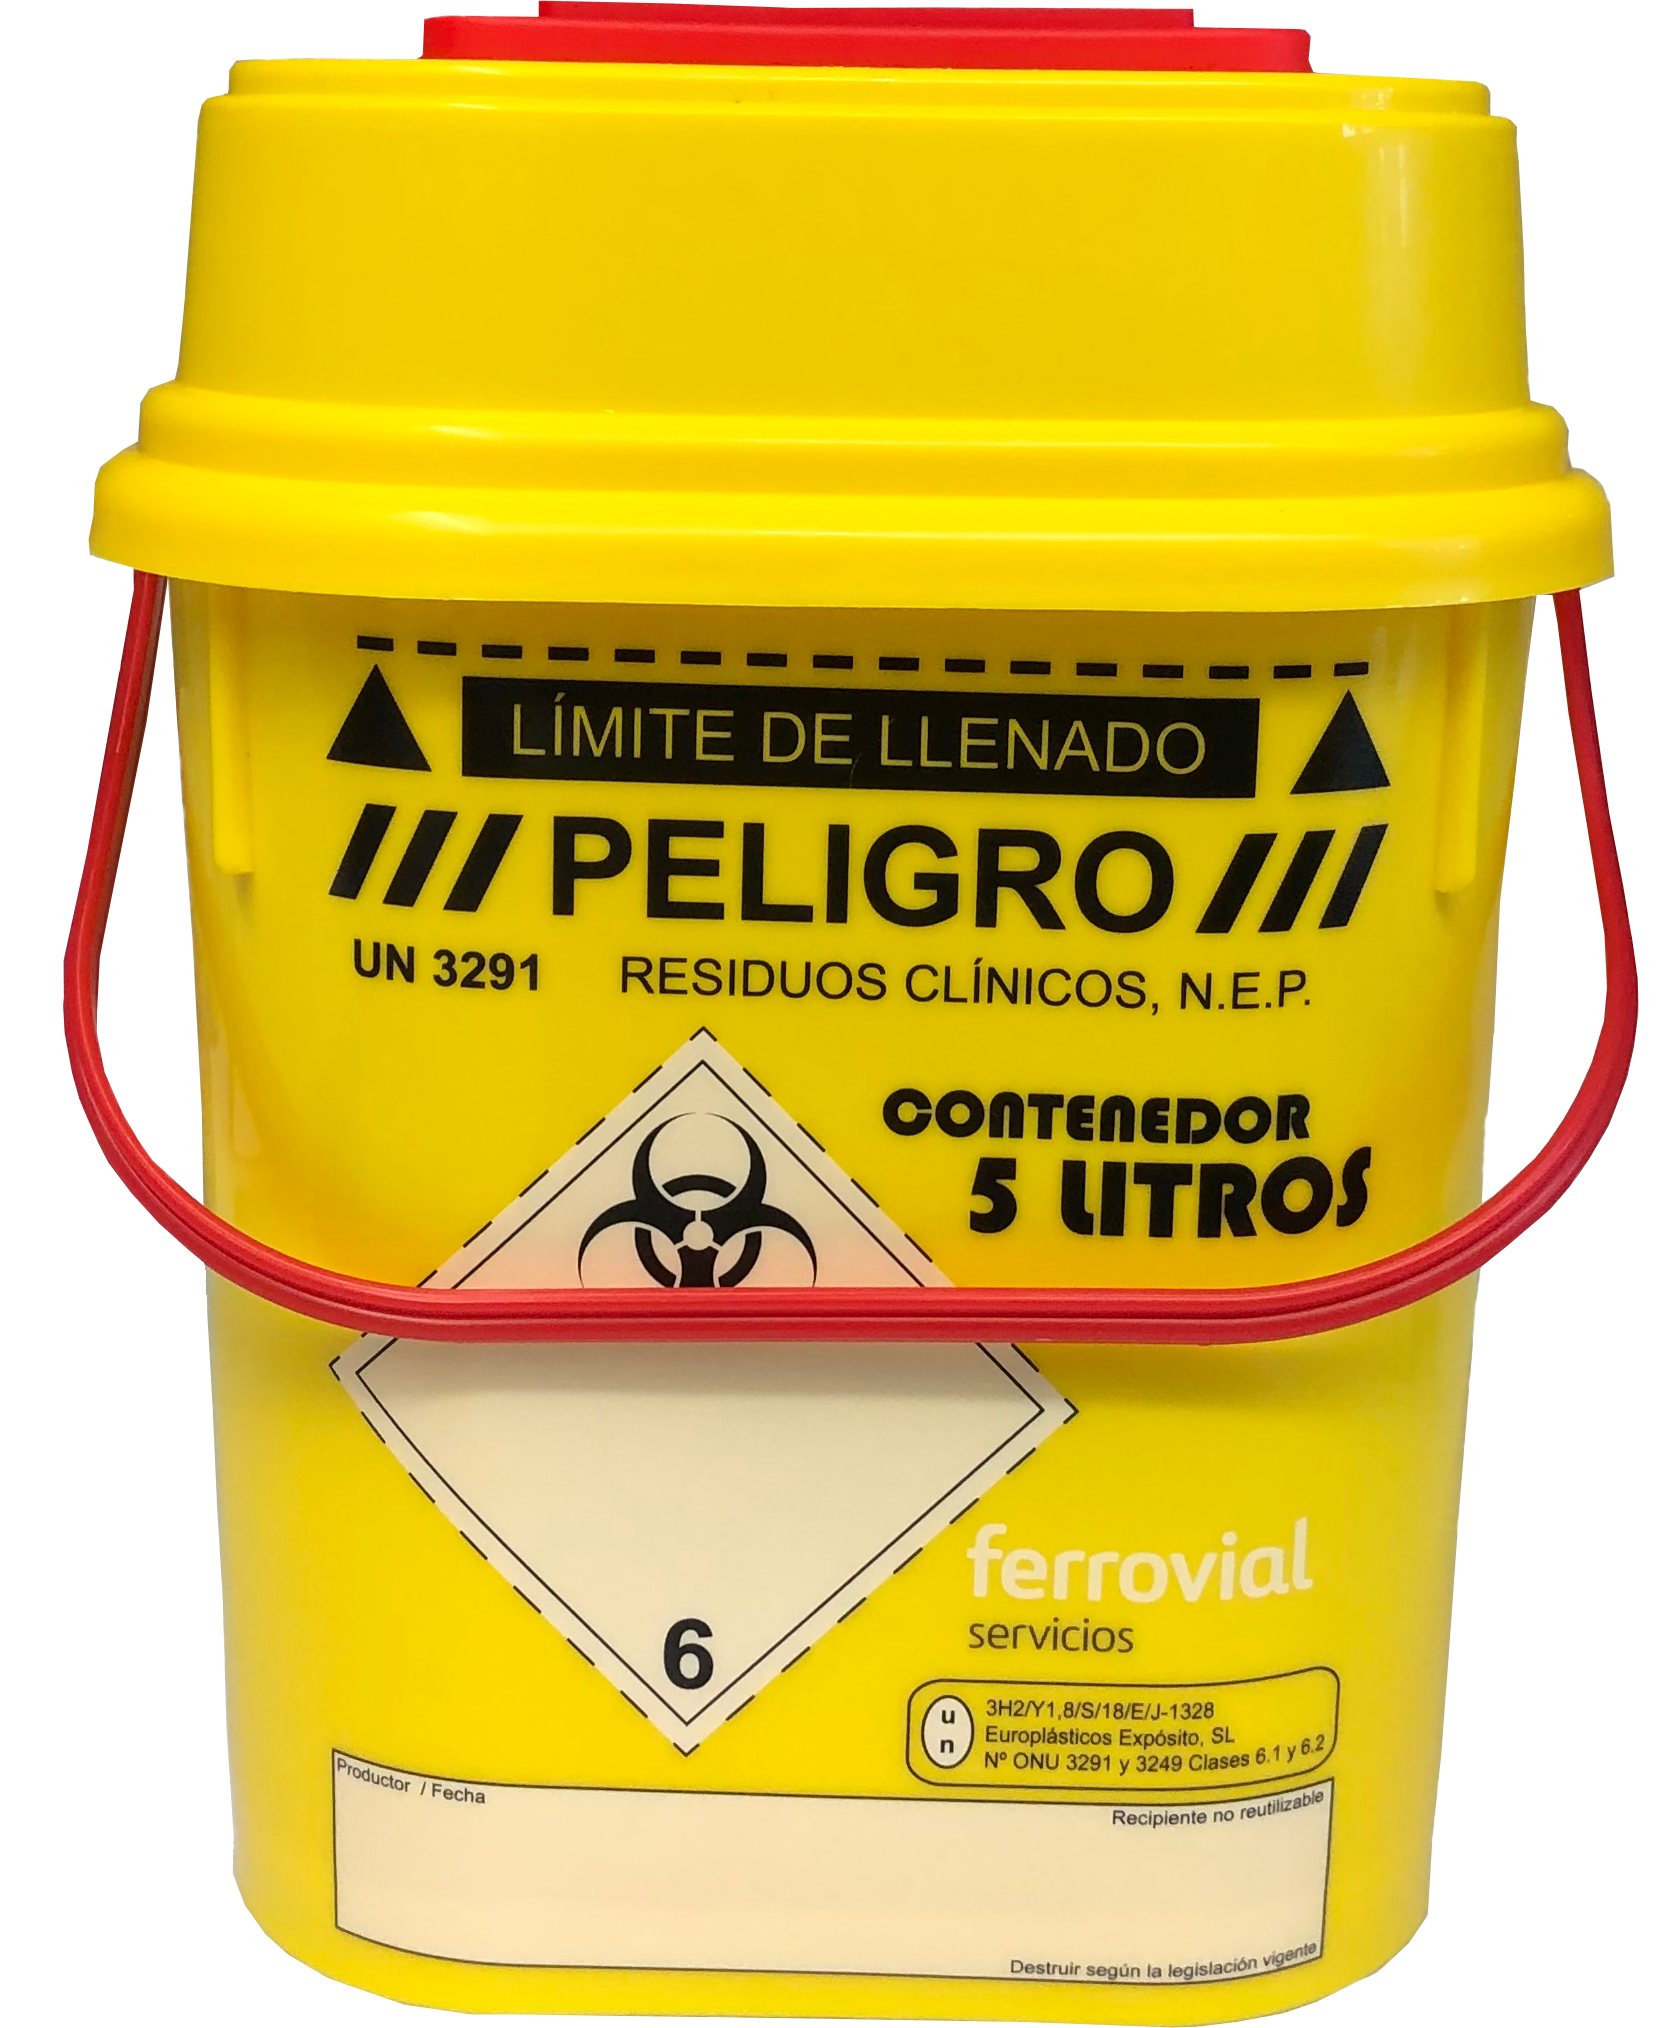 LÍMITE DE LLENADO
PELIGRO
UN 3291 RESIDUOS CLÍNICOS, N.E.P.
CONTENEDOR
5 LITROS
6
ferrovial
servicios
un
3H2/Y1,8/S/18/E/J-1328
Europlásticos Expósito, SL
Nº ONU 3291 y 3249 Clases 6.1 y 6.2
Productor / Fecha
Recipiente no reutilizable
Destruir según la legislación vigente